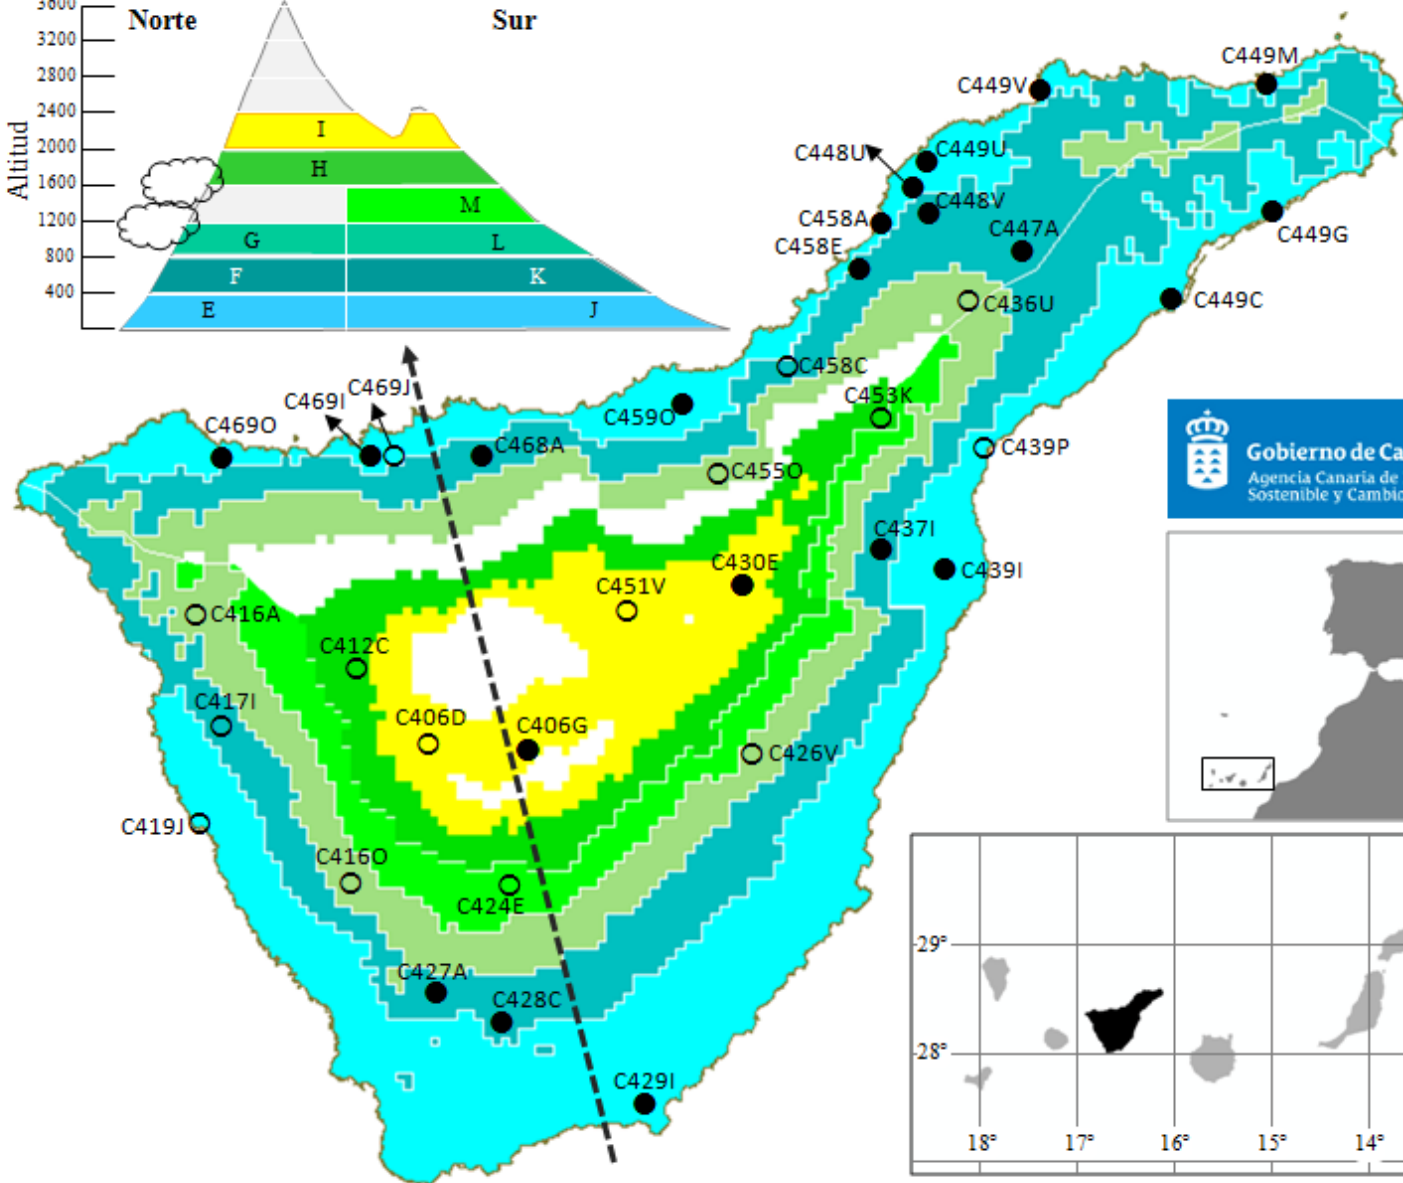 3600
Norte
Sur
3200
2800
2400
2000
1600
1200
800
400
Altitud
I
H
M
G
L
F
K
E
J
C449M
C449V
C449U
C448U
C448V
C458A
C447A
C449G
C458E
C436U
C449C
C458C
C469J
C469I
C453K
C459O
C469O
C468A
C439P
C455O
C437I
C430E
C439I
C451V
C416A
C412C
C417I
C406D
C406G
C426V
C419J
C416O
C424E
C427A
C428C
C429I
Gobierno de Ca
Agencia Canaria de
Sostenible y Cambio
29°
28°
18°
17°
16°
15°
14°